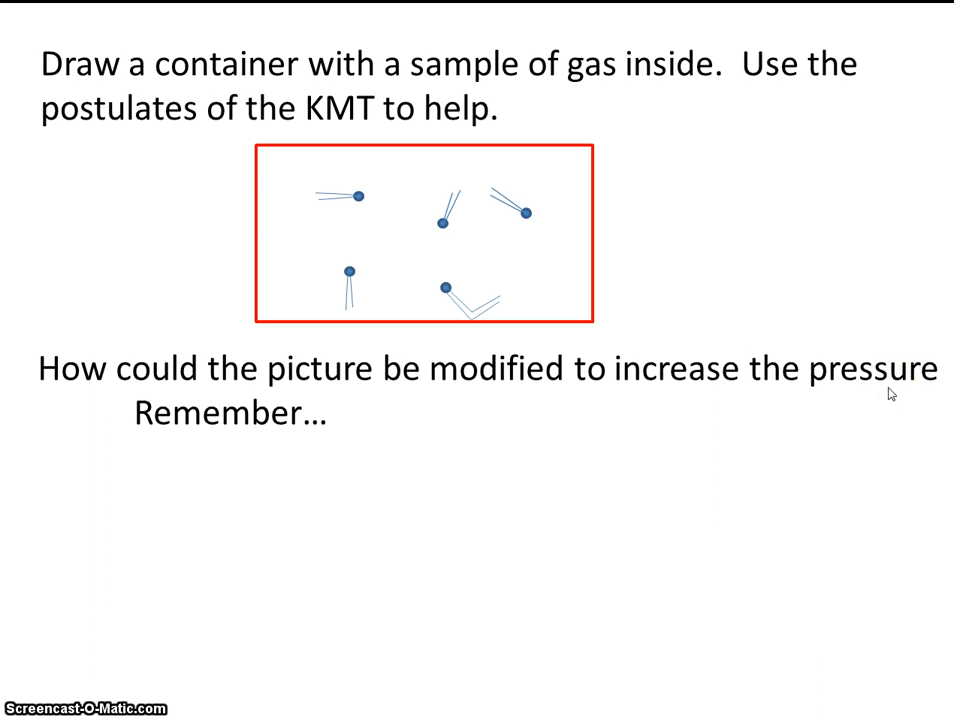 Draw a container with a sample of gas inside.  Use the
postulates of the KMT to help.
How could the picture be modified to increase the pressure
Remember…
Screencast-O-Matic.com